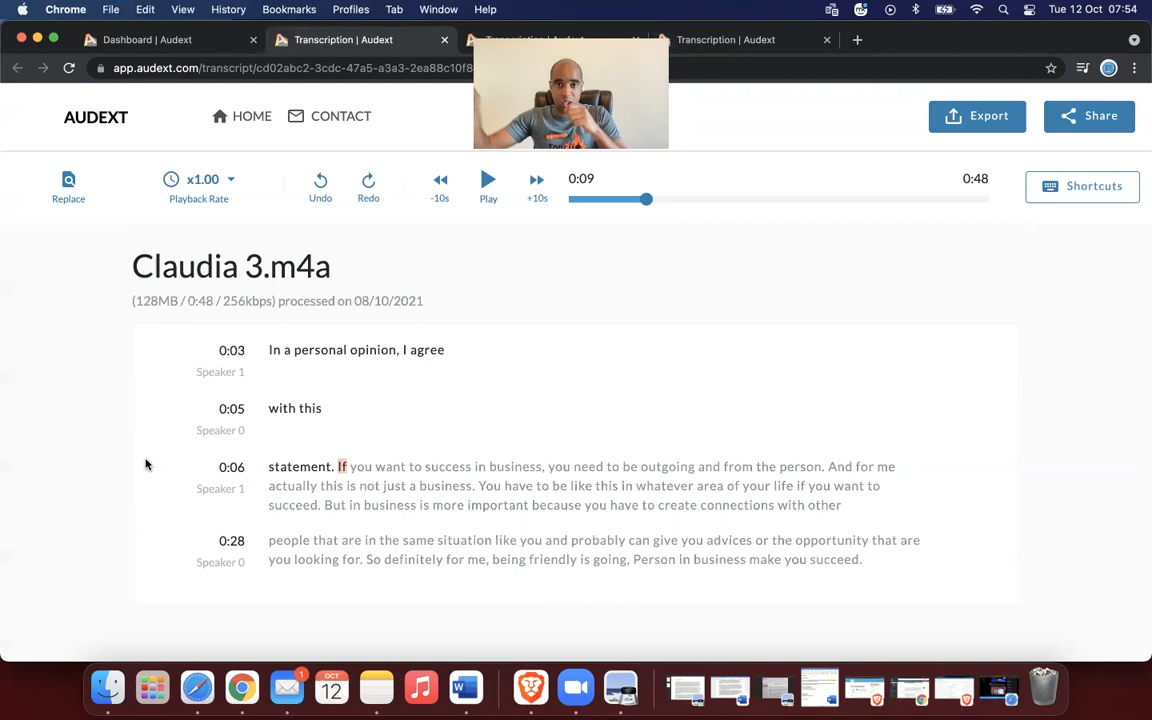 Chrome File Edit View History Bookmarks Profiles Tab Window Help Tue 12 Oct 07:54
Dashboard | Audext Transcription | Audext Transcription | Audext
app.audext.com/transcript/cd02abc2-3cdc-47a5-a3a3-2ea88c10f8
AUDEXT HOME CONTACT Export Share
Replace x1.00 Playback Rate Undo Redo -10s Play +10s 0:09 0:48 Shortcuts
Claudia 3.m4a
(128MB / 0:48 / 256kbps) processed on 08/10/2021
0:03 In a personal opinion, I agree
Speaker 1
0:05 with this
Speaker 0
0:06 statement. If you want to success in business, you need to be outgoing and from the person. And for me
Speaker 1 actually this is not just a business. You have to be like this in whatever area of your life if you want to
succeed. But in business is more important because you have to create connections with other
0:28 people that are in the same situation like you and probably can give you advices or the opportunity that are
Speaker 0 you looking for. So definitely for me, being friendly is going, Person in business make you succeed.
1
OCT
12